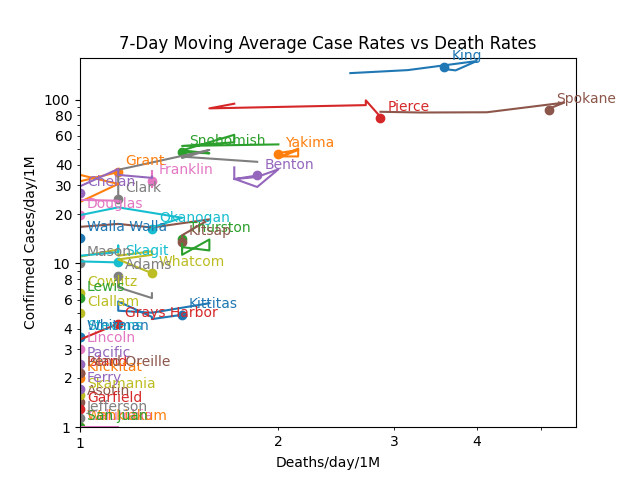 7-Day Moving Average Case Rates vs Death Rates
King
Spokane
Pierce
Snohomish
Yakima
Grant
Benton
Franklin
Chelan
Clark
Douglas
Okanogan
Walla Walla
Thurston
Kitsap
Mason
Skagit
Whatcom
Adams
Cowlitz
Lewis
Clallam
Kittitas
Grays Harbor
Whitman
Lincoln
Pacific
Pend Oreille
Klickitat
Ferry
Skamania
Asotin
Garfield
Jefferson
San Juan
100
80
60
40
30
20
10
8
6
4
3
2
1
1
2
3
4
Confirmed Cases/day/1M
Deaths/day/1M